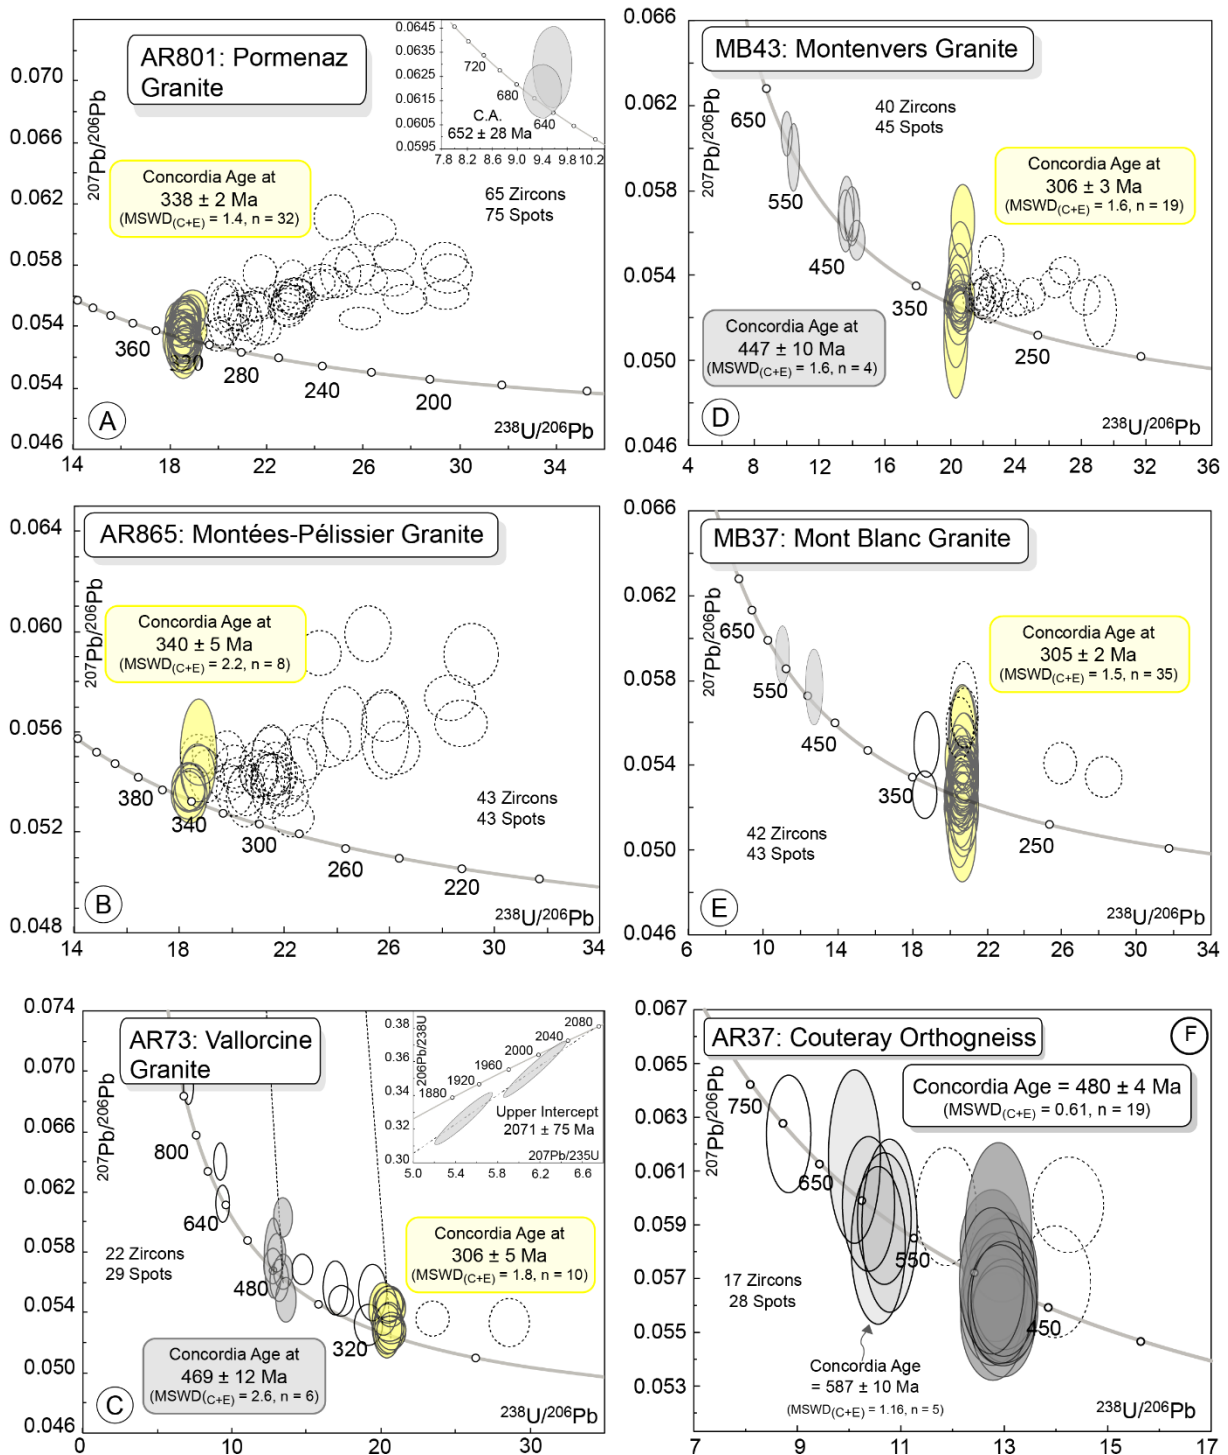 AR801: Pormenaz
Granite
0.070
0.066
0.062
0.058
0.054
0.054
0.046
207Pb/206Pb
Concordia Age at
338 ± 2 Ma
(MSWD(C+E) = 1.4, n = 32)
65 Zircons
75 Spots
0.0645
0.0635
0.0625
0.0615
0.0605
0.0595
720
680
640
C.A.
652 ± 28 Ma
7.8 8.2 8.6 9.0 9.4 9.8 10.2
360
320
280
240
200
A
238U/206Pb
14 18 22 26 30 34
MB43: Montenvers Granite
0.066
0.062
0.058
0.054
0.050
0.046
207Pb/206Pb
40 Zircons
45 Spots
Concordia Age at
306 ± 3 Ma
(MSWD(C+E) = 1.6, n = 19)
650
550
450
350
250
Concordia Age at
447 ± 10 Ma
(MSWD(C+E) = 1.6, n = 4)
D
238U/206Pb
4 8 12 16 20 24 28 32 36
AR865: Montées-Pélissier Granite
0.064
0.060
0.056
0.052
0.048
207Pb/206Pb
Concordia Age at
340 ± 5 Ma
(MSWD(C+E) = 2.2, n = 8)
43 Zircons
43 Spots
380
340
300
260
220
B
238U/206Pb
14 18 22 26 30 34
MB37: Mont Blanc Granite
0.066
0.062
0.058
0.054
0.050
0.046
207Pb/206Pb
Concordia Age at
305 ± 2 Ma
(MSWD(C+E) = 1.5, n = 35)
650
550
450
350
250
42 Zircons
43 Spots
E
238U/206Pb
6 10 14 18 22 26 30 34
AR73: Vallorcine
Granite
0.074
0.070
0.066
0.062
0.058
0.054
0.050
0.046
207Pb/206Pb
0.38
0.36
0.34
0.32
0.30
206Pb/238U
1880
1920
1960
2000
2040
2080
Upper Intercept
2071 ± 75 Ma
207Pb/235U
5.0 5.4 5.8 6.2 6.6
800
640
480
320
22 Zircons
29 Spots
Concordia Age at
306 ± 5 Ma
(MSWD(C+E) = 1.8, n = 10)
Concordia Age at
469 ± 12 Ma
(MSWD(C+E) = 2.6, n = 6)
C
238U/206Pb
0 10 20 30
AR37: Couteray Orthogneiss
F
0.067
0.065
0.063
0.061
0.059
0.057
0.055
0.053
207Pb/206Pb
Concordia Age = 480 ± 4 Ma
(MSWD(C+E) = 0.61, n = 19)
750
650
550
450
17 Zircons
28 Spots
Concordia Age
= 587 ± 10 Ma
(MSWD(C+E) = 1.16, n = 5)
238U/206Pb
7 9 11 13 15 17